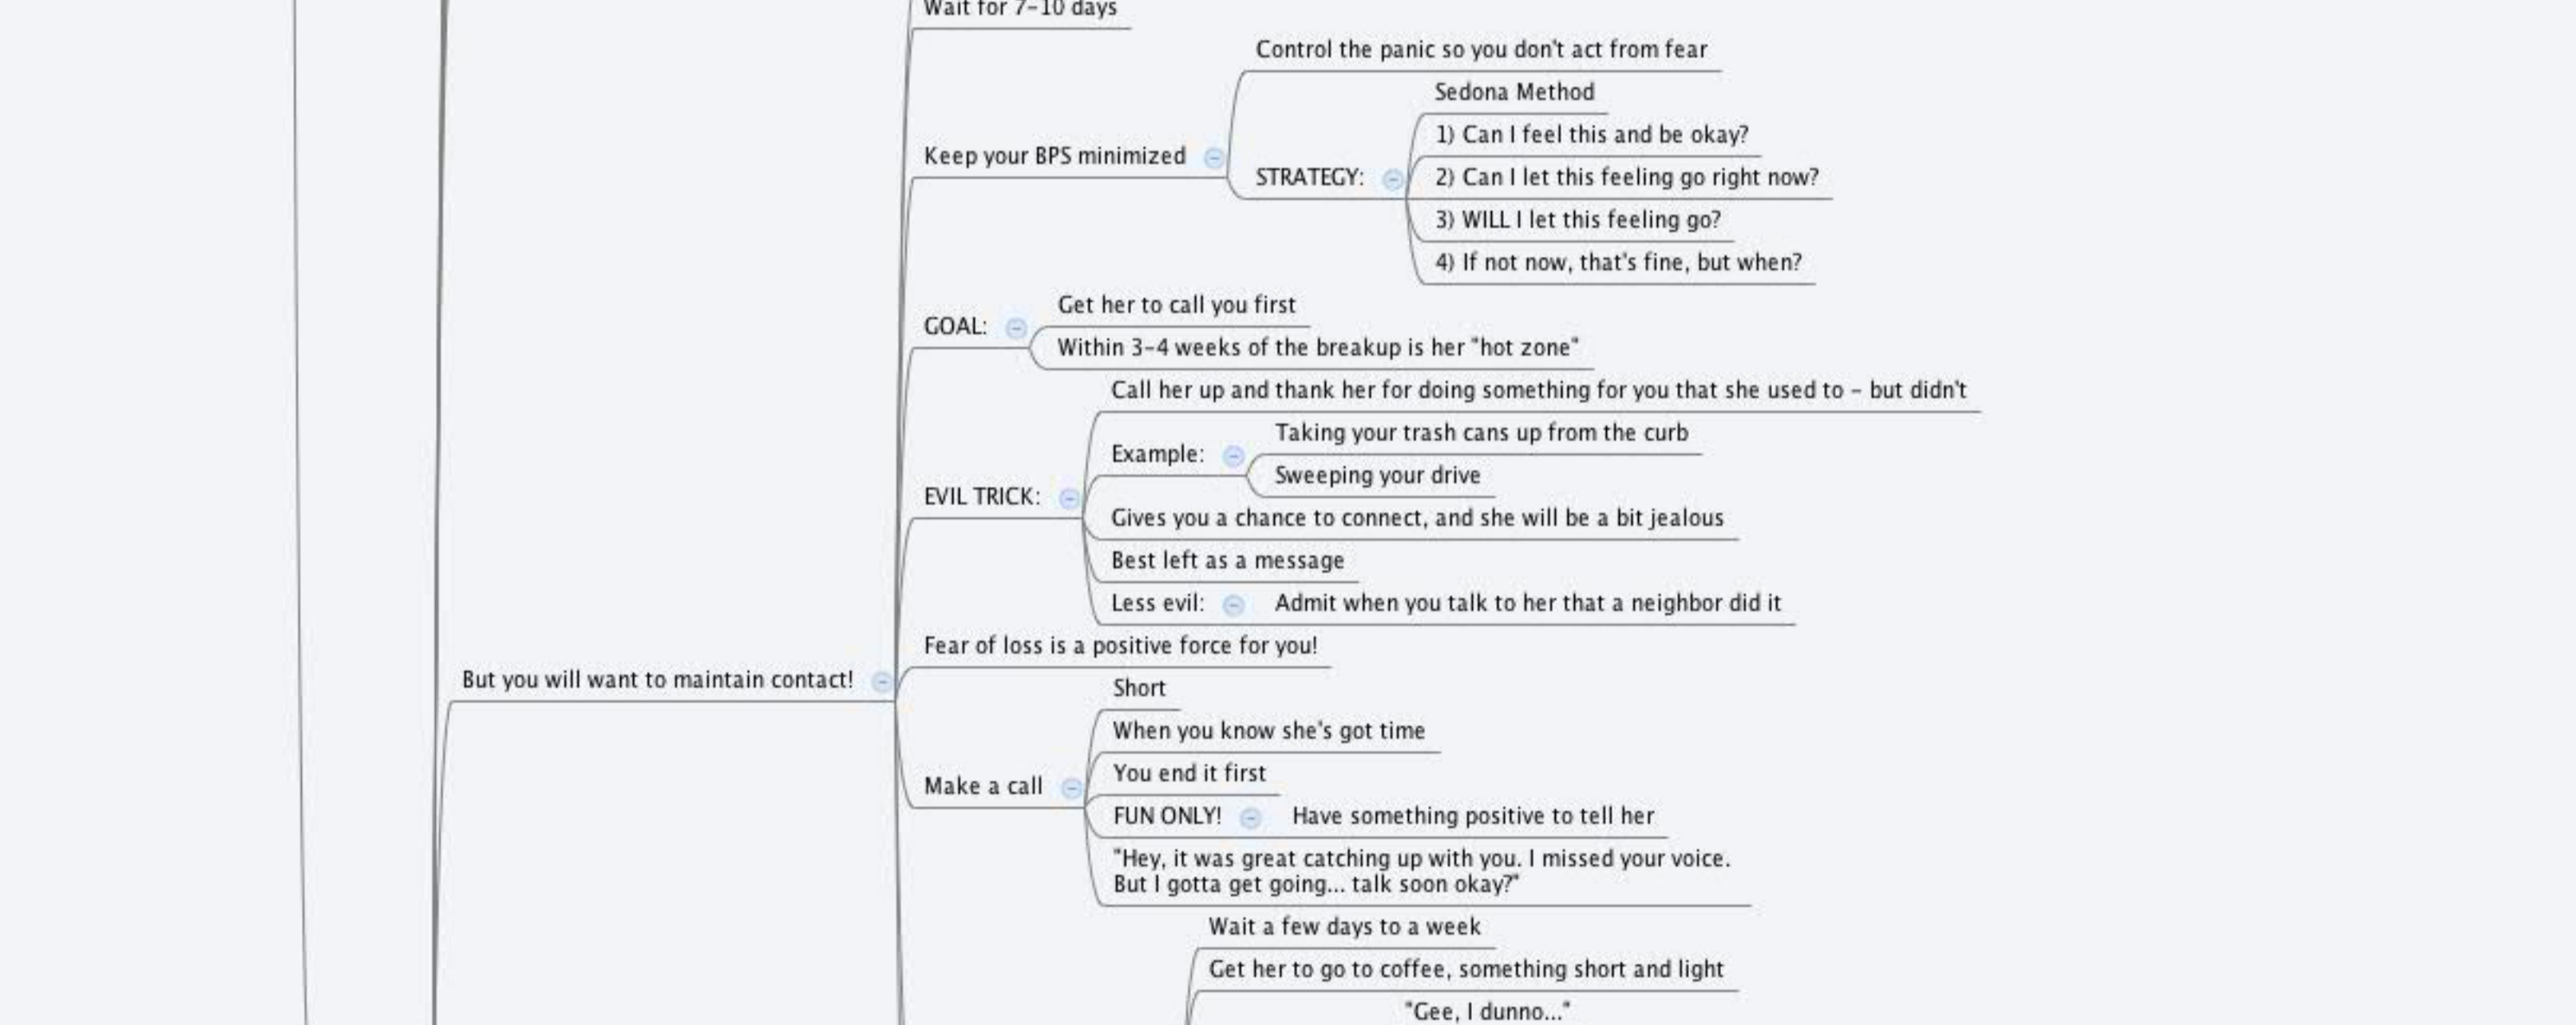 Wait for 7–10 days
Control the panic so you don't act from fear
Sedona Method
1) Can I feel this and be okay?
Keep your BPS minimized
STRATEGY:
2) Can I let this feeling go right now?
3) WILL I let this feeling go?
4) If not now, that's fine, but when?
Get her to call you first
GOAL:
Within 3–4 weeks of the breakup is her "hot zone"
Call her up and thank her for doing something for you that she used to – but didn't
Taking your trash cans up from the curb
Example:
Sweeping your drive
EVIL TRICK:
Gives you a chance to connect, and she will be a bit jealous
Best left as a message
Less evil:
Admit when you talk to her that a neighbor did it
Fear of loss is a positive force for you!
But you will want to maintain contact!
Short
When you know she's got time
You end it first
Make a call
FUN ONLY!
Have something positive to tell her
"Hey, it was great catching up with you. I missed your voice.
But I gotta get going... talk soon okay?"
Wait a few days to a week
Get her to go to coffee, something short and light
"Gee, I dunno..."